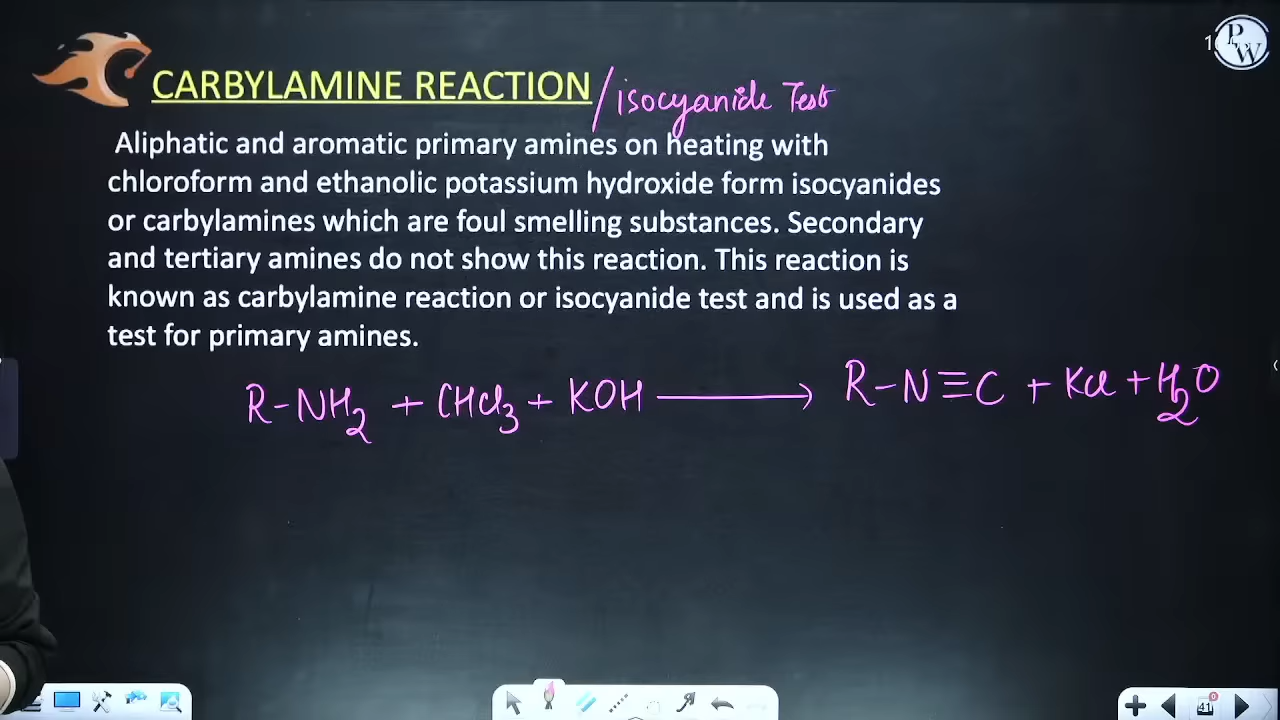 CARBYLAMINE REACTION / isocyanide Test
Aliphatic and aromatic primary amines on heating with
chloroform and ethanolic potassium hydroxide form isocyanides
or carbylamines which are foul smelling substances. Secondary
and tertiary amines do not show this reaction. This reaction is
known as carbylamine reaction or isocyanide test and is used as a
test for primary amines.
R-NH2 + CHCl3 + KOH ⟶ R-N≡C + KCl + H2O
PW
41